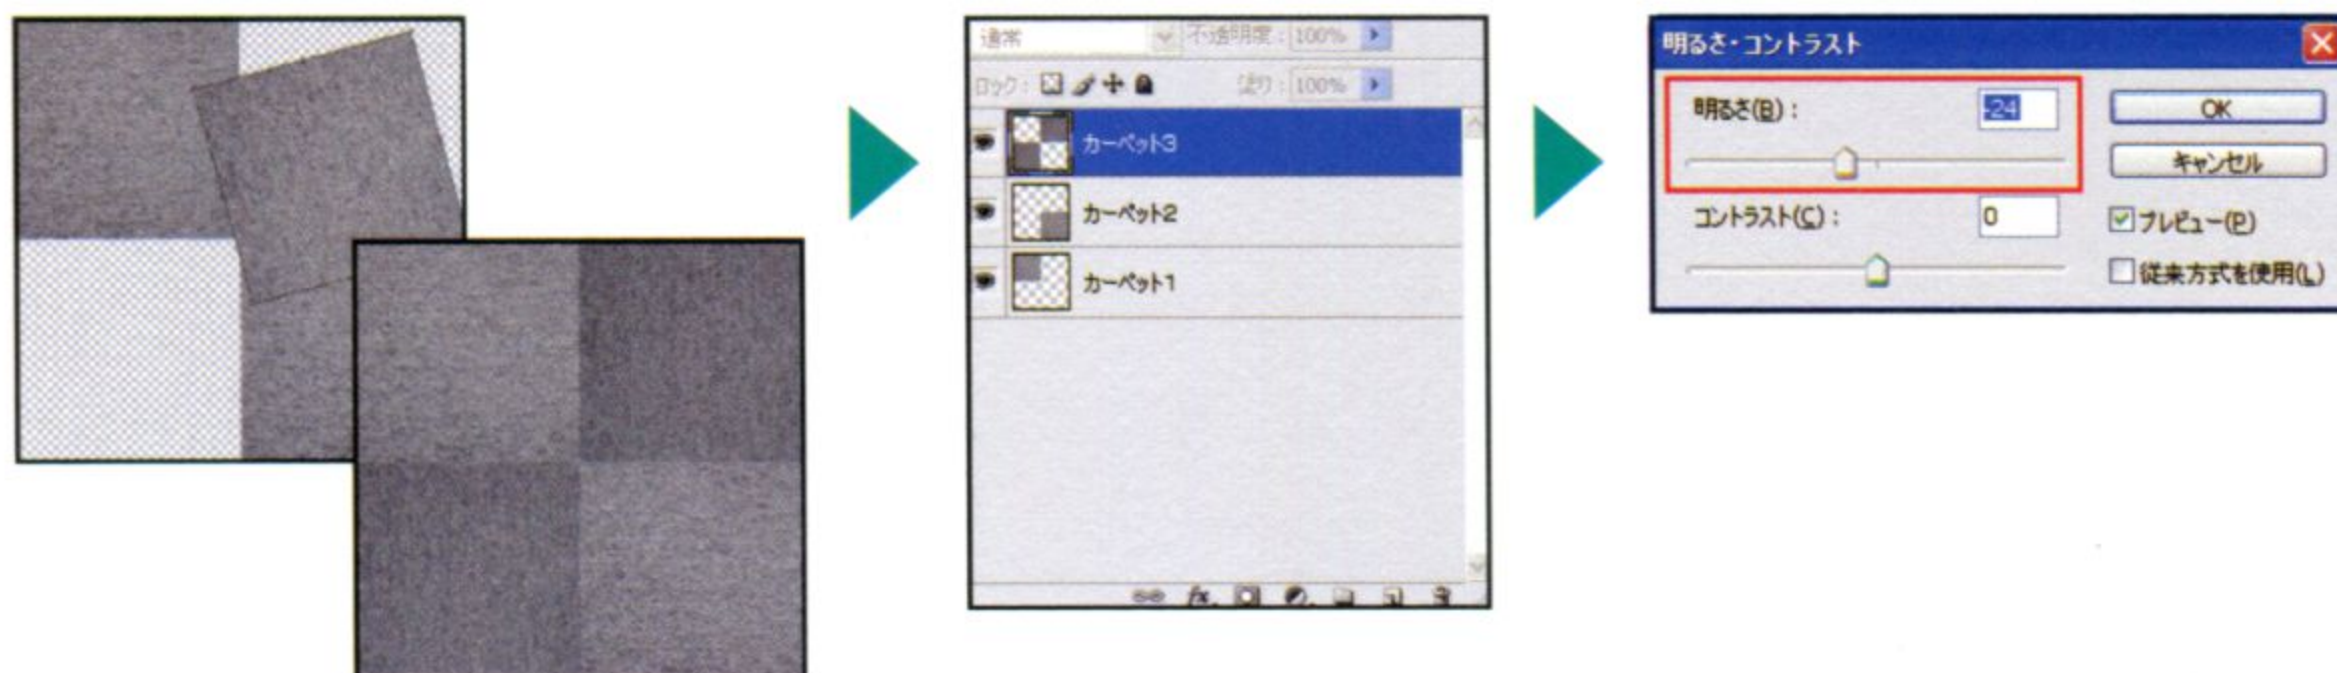 通常
不透明度 : 100%
ロック :
塗り : 100%
カーペット3
カーペット2
カーペット1
fx.
明るさ・コントラスト
明るさ(B) :
-24
OK
キャンセル
コントラスト(C) :
0
プレビュー(P)
従来方式を使用(L)